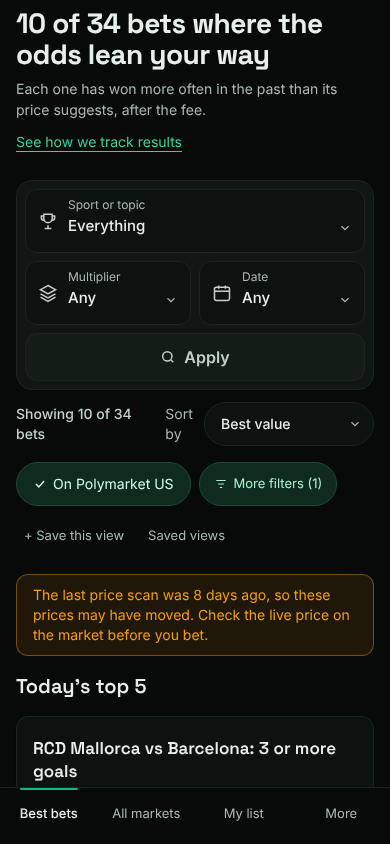 10 of 34 bets where the
odds lean your way
Each one has won more often in the past than its
price suggests, after the fee.
See how we track results
Sport or topic
Everything
Multiplier
Any
Date
Any
Apply
Showing 10 of 34
bets
Sort
by
Best value
On Polymarket US
More filters (1)
+ Save this view
Saved views
The last price scan was 8 days ago, so these
prices may have moved. Check the live price on
the market before you bet.
Today's top 5
RCD Mallorca vs Barcelona: 3 or more
goals
Best bets
All markets
My list
More